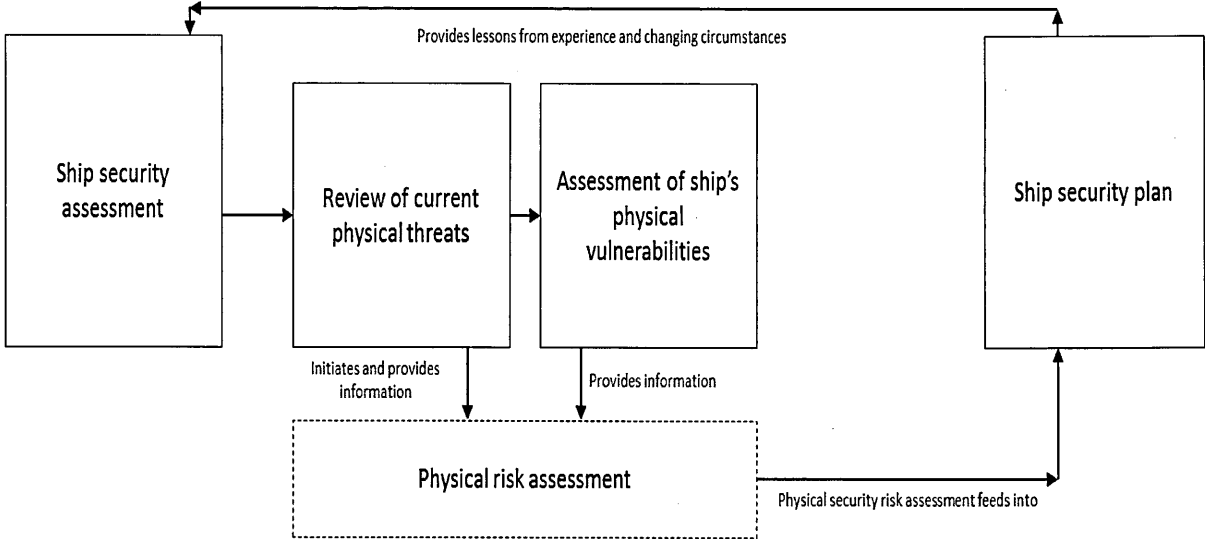 Provides lessons from experience and changing circumstances
Ship security
assessment
Review of current
physical threats
Assessment of ship's
physical
vulnerabilities
Ship security plan
Initiates and provides
information
Provides information
Physical risk assessment
Physical security risk assessment feeds into